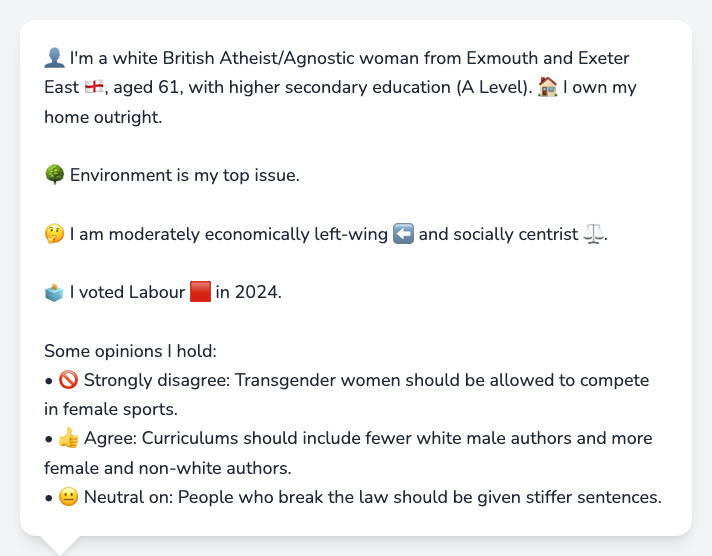 👤 I'm a white British Atheist/Agnostic woman from Exmouth and Exeter
East 🏴󠁧󠁢󠁥󠁮󠁧󠁿, aged 61, with higher secondary education (A Level). 🏠 I own my
home outright.
🌳 Environment is my top issue.
🤔 I am moderately economically left-wing ⬅️ and socially centrist ⚖️.
🗳️ I voted Labour 🟥 in 2024.
Some opinions I hold:
• 🚫 Strongly disagree: Transgender women should be allowed to compete
in female sports.
• 👍 Agree: Curriculums should include fewer white male authors and more
female and non-white authors.
• 😐 Neutral on: People who break the law should be given stiffer sentences.